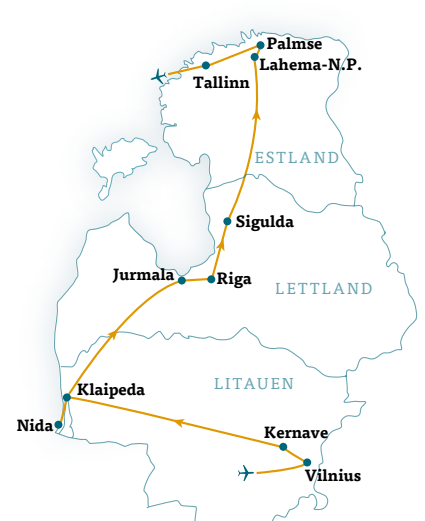 Palmse
Lahema-N.P.
Tallinn
ESTLAND
Sigulda
Jurmala
Riga
LETTLAND
LITAUEN
Klaipeda
Nida
Kernave
Vilnius